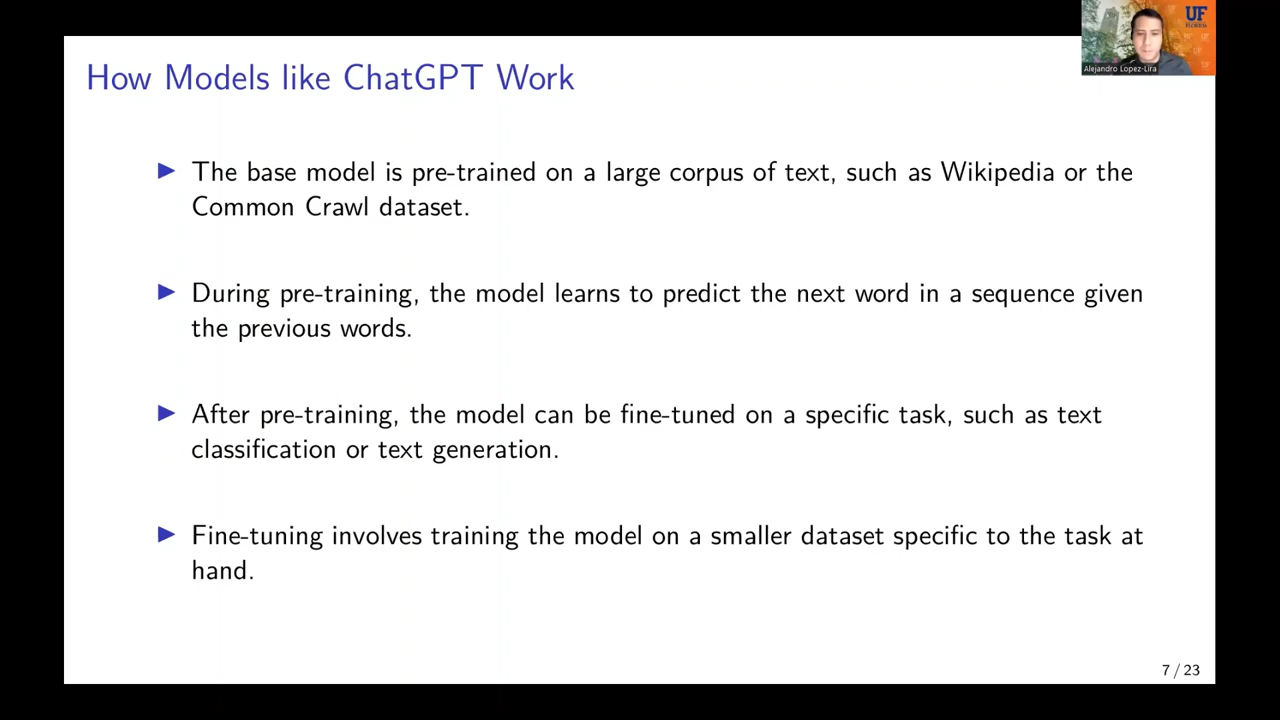 How Models like ChatGPT Work
The base model is pre-trained on a large corpus of text, such as Wikipedia or the
Common Crawl dataset.
During pre-training, the model learns to predict the next word in a sequence given
the previous words.
After pre-training, the model can be fine-tuned on a specific task, such as text
classification or text generation.
Fine-tuning involves training the model on a smaller dataset specific to the task at
hand.
7 / 23
UF
Alejandro Lopez-Lira